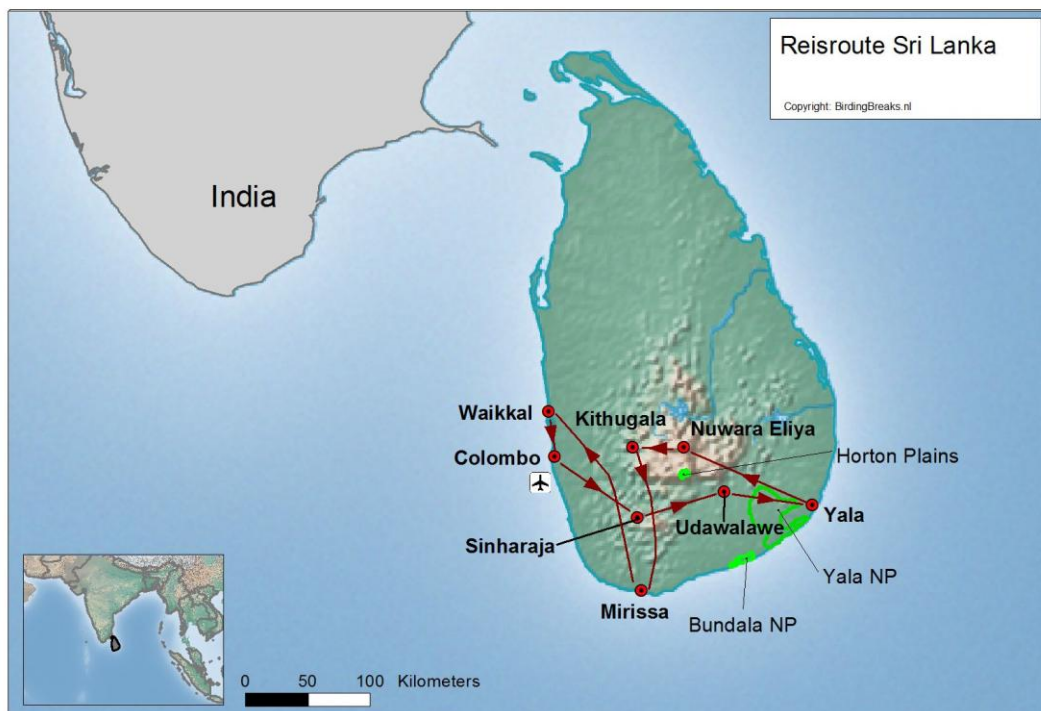 Reisroute Sri Lanka
Copyright: BirdingBreaks.nl
India
Waikkal
Kithugala
Nuwara Eliya
Colombo
Horton Plains
Sinharaja
Udawalawe
Yala
Yala NP
Mirissa
Bundala NP
0 50 100 Kilometers